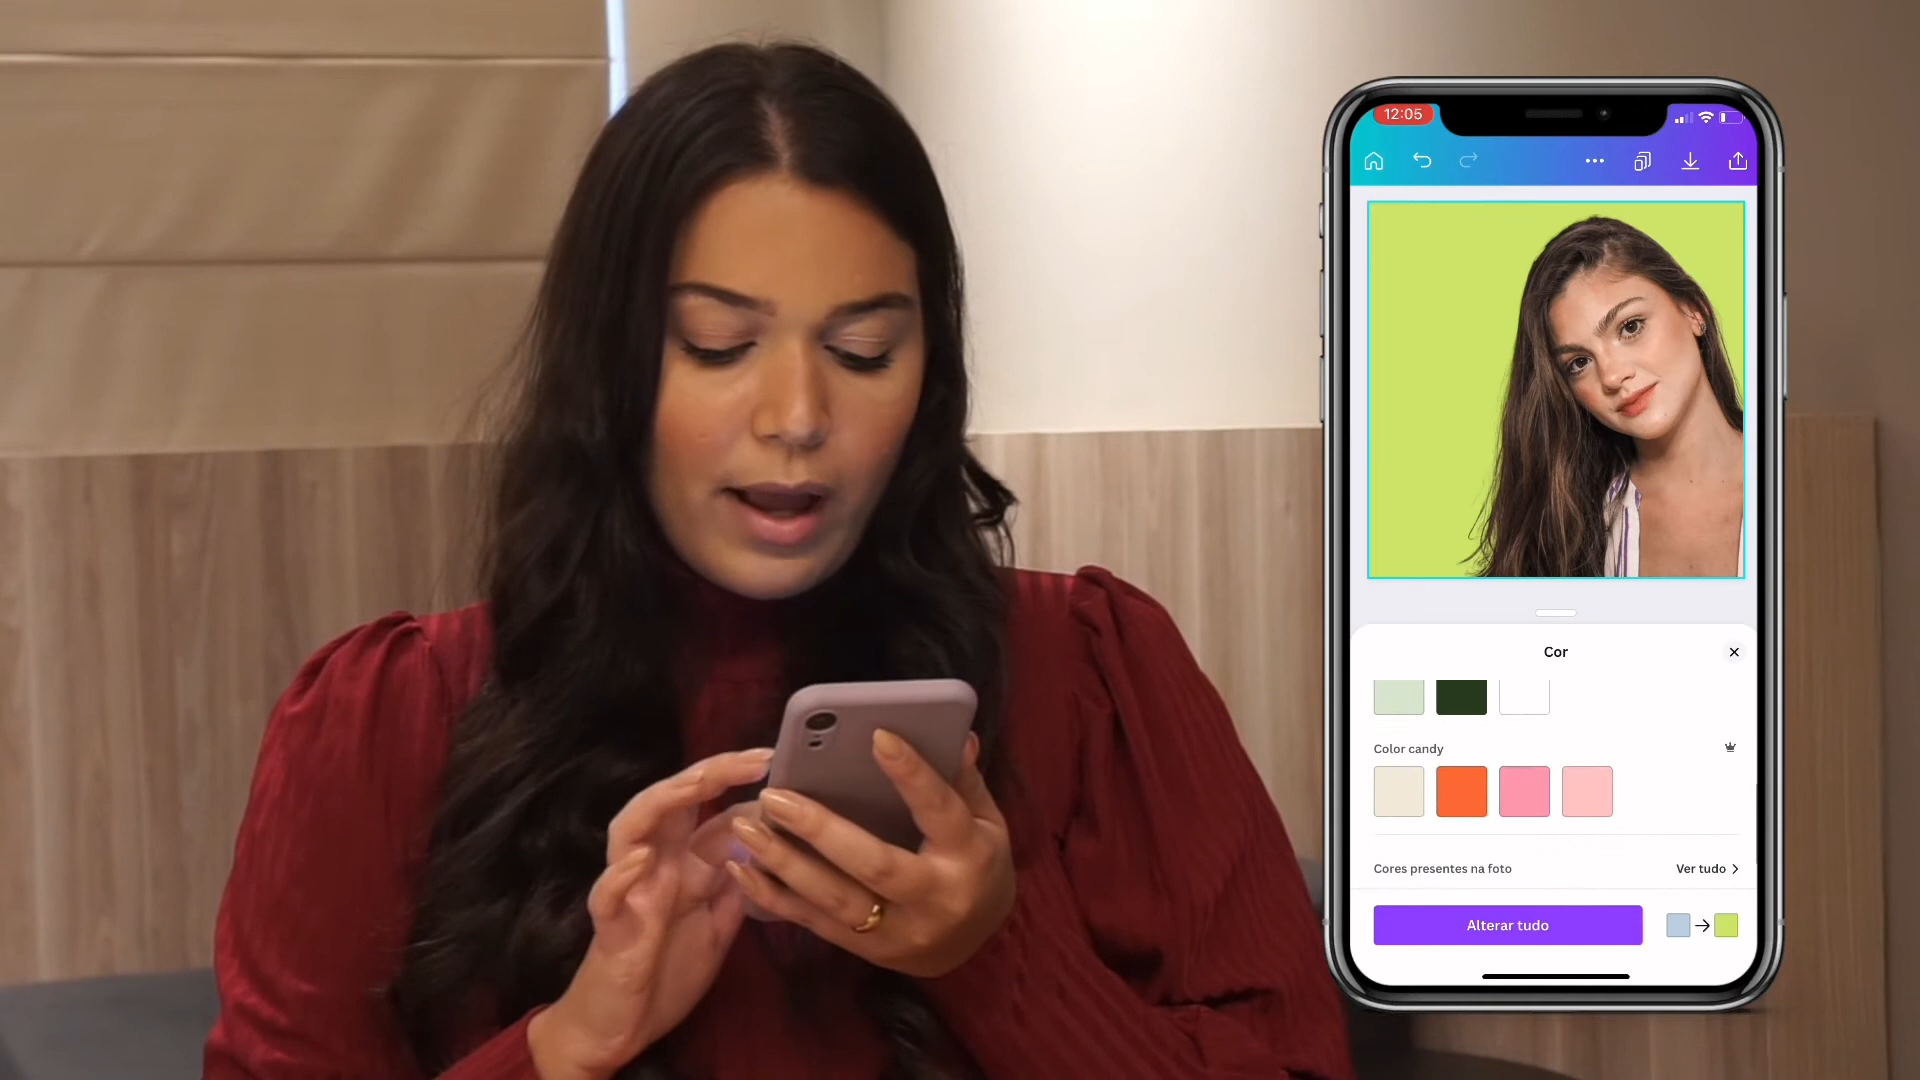 12:05
Cor
Color candy
Cores presentes na foto
Ver tudo
Alterar tudo